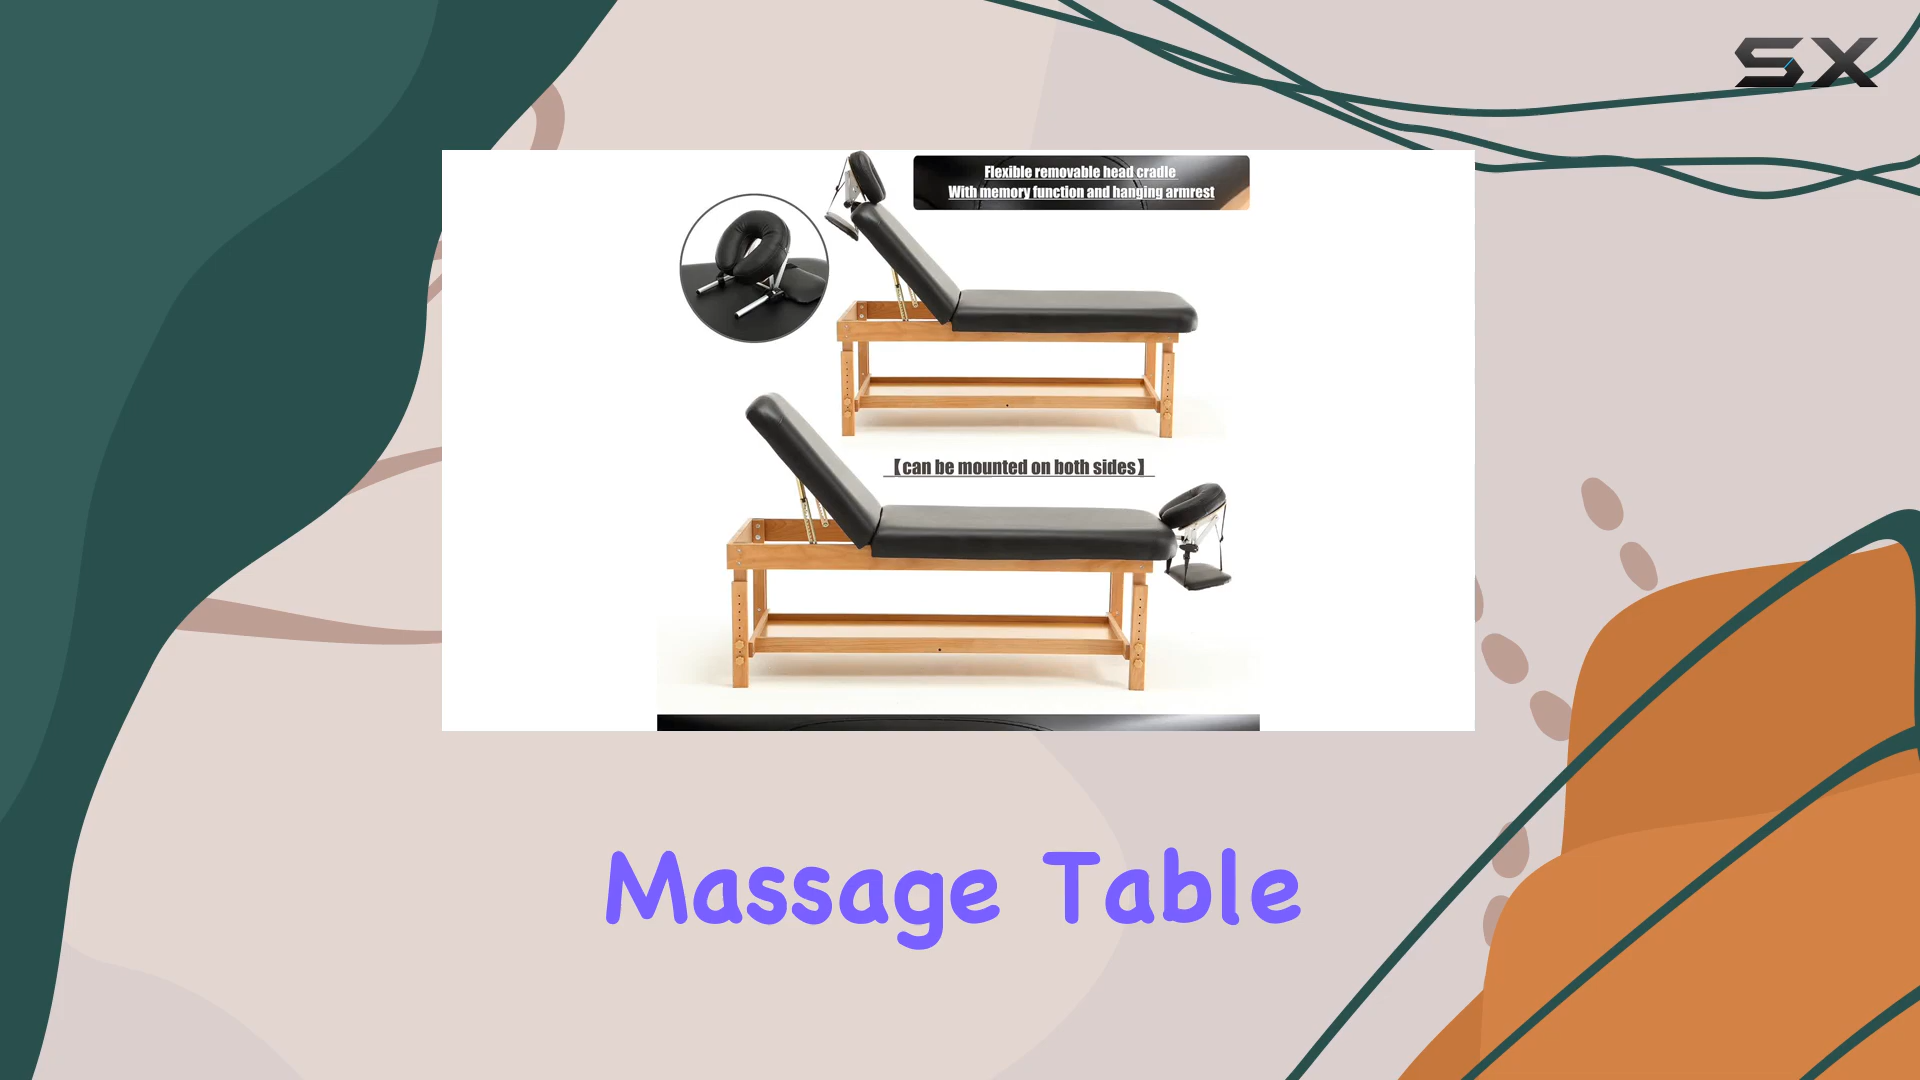 SX
Flexible removable head cradle
With memory function and hanging armrest
【can be mounted on both sides】
Massage Table